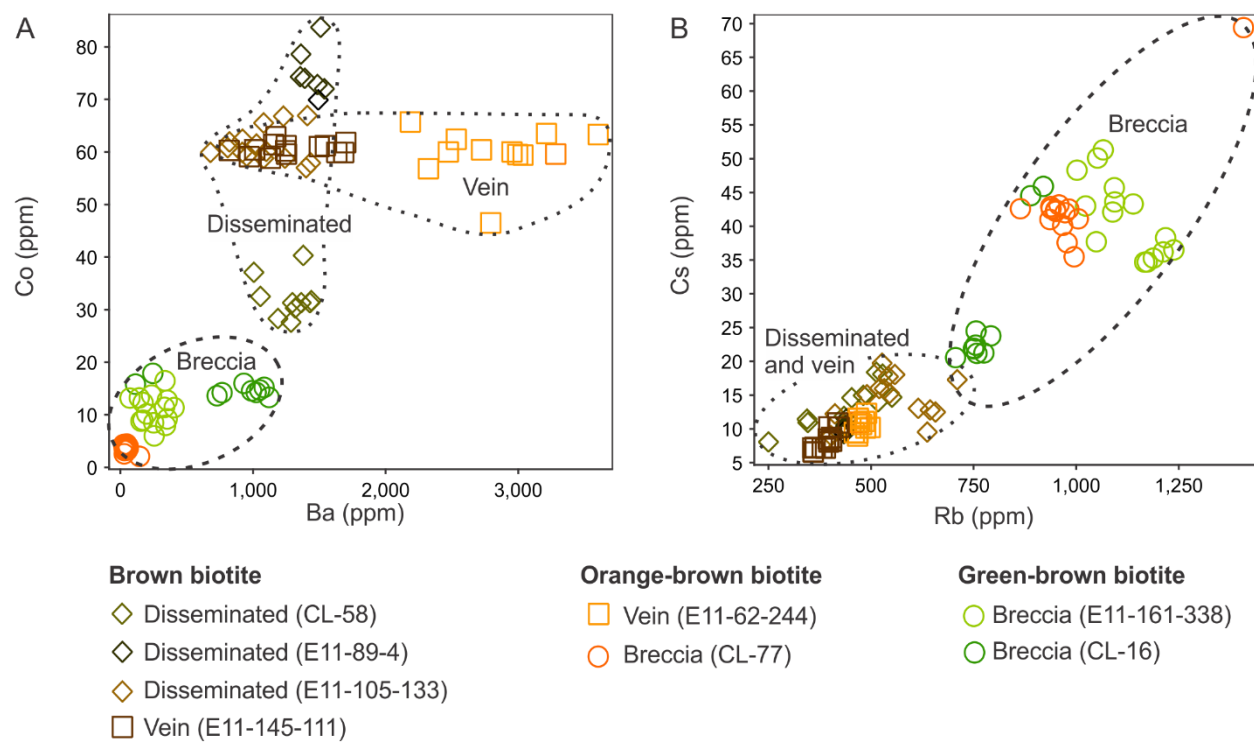 A
80
70
60
50
40
30
20
10
0
Co (ppm)
0
1,000
2,000
3,000
Ba (ppm)
Vein
Disseminated
Breccia
B
70
65
60
55
50
45
40
35
30
25
20
15
10
5
Cs (ppm)
250
500
750
1,000
1,250
Rb (ppm)
Breccia
Disseminated
and vein
Brown biotite
Disseminated (CL-58)
Disseminated (E11-89-4)
Disseminated (E11-105-133)
Vein (E11-145-111)
Orange-brown biotite
Vein (E11-62-244)
Breccia (CL-77)
Green-brown biotite
Breccia (E11-161-338)
Breccia (CL-16)